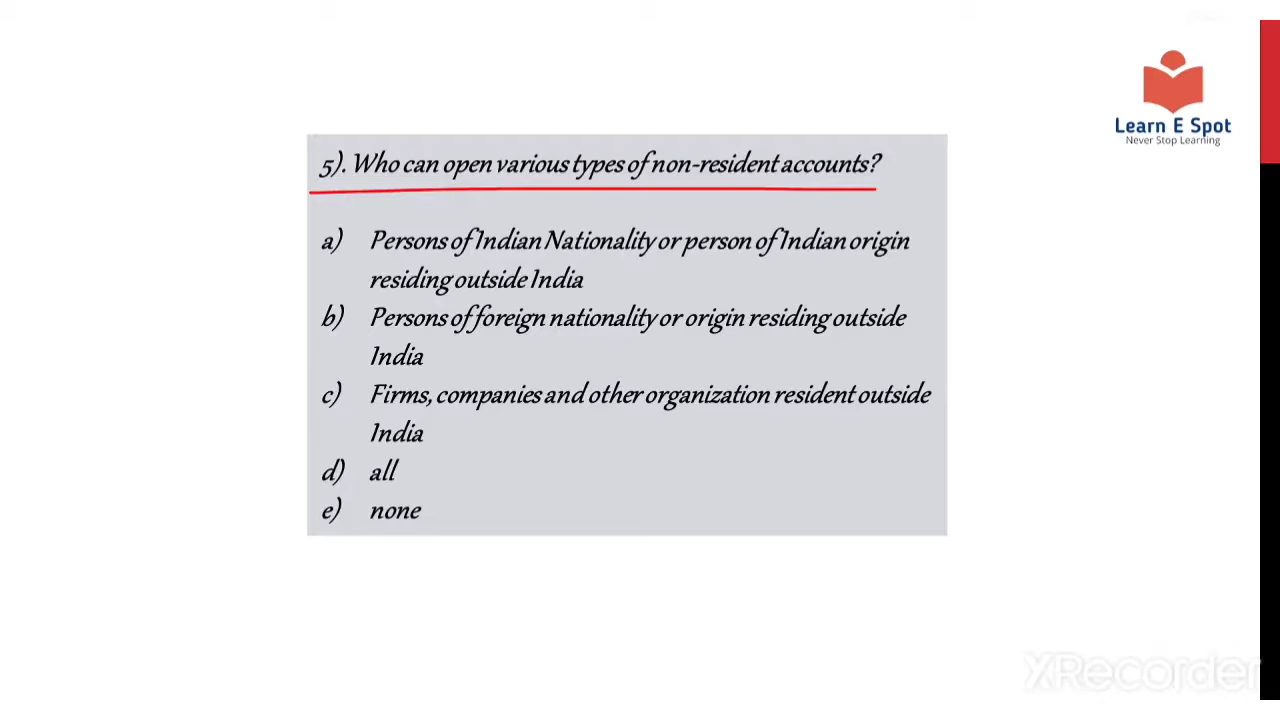 Learn E Spot
Never Stop Learning
5). Who can open various types of non-resident accounts?
a) Persons of Indian Nationality or person of Indian origin
residing outside India
b) Persons of foreign nationality or origin residing outside
India
c) Firms, companies and other organization resident outside
India
d) all
e) none
XRecorder